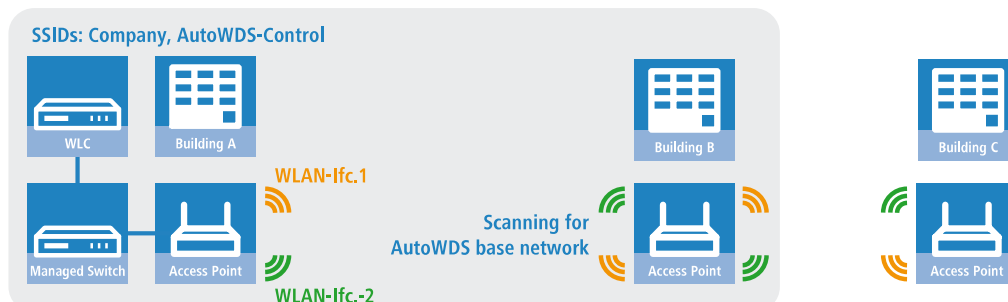 SSIDs: Company, AutoWDS-Control
WLC
Building A
Building B
Building C
WLAN-Ifc.1
Scanning for
AutoWDS base network
Managed Switch
Access Point
Access Point
Access Point
WLAN-Ifc.-2